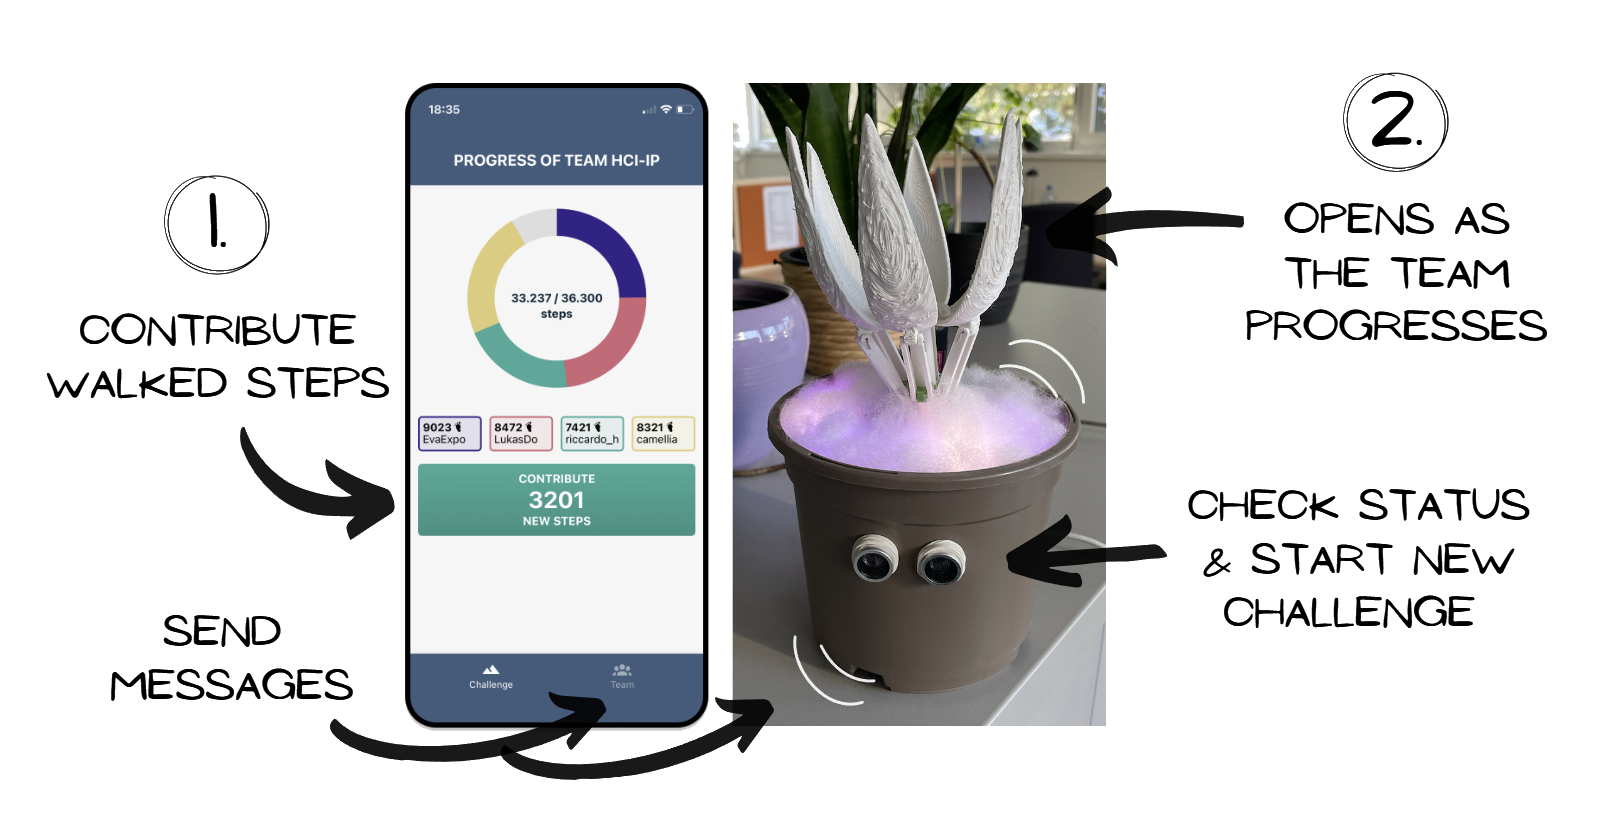 1.
CONTRIBUTE
WALKED STEPS
SEND
MESSAGES
18:35
PROGRESS OF TEAM HCI-IP
33.237 / 36.300
steps
9023
EvaExpo
8472
LukasDo
7421
riccardo_h
8321
camellia
CONTRIBUTE
3201
NEW STEPS
Challenge
Team
2.
OPENS AS
THE TEAM
PROGRESSES
CHECK STATUS
& START NEW
CHALLENGE